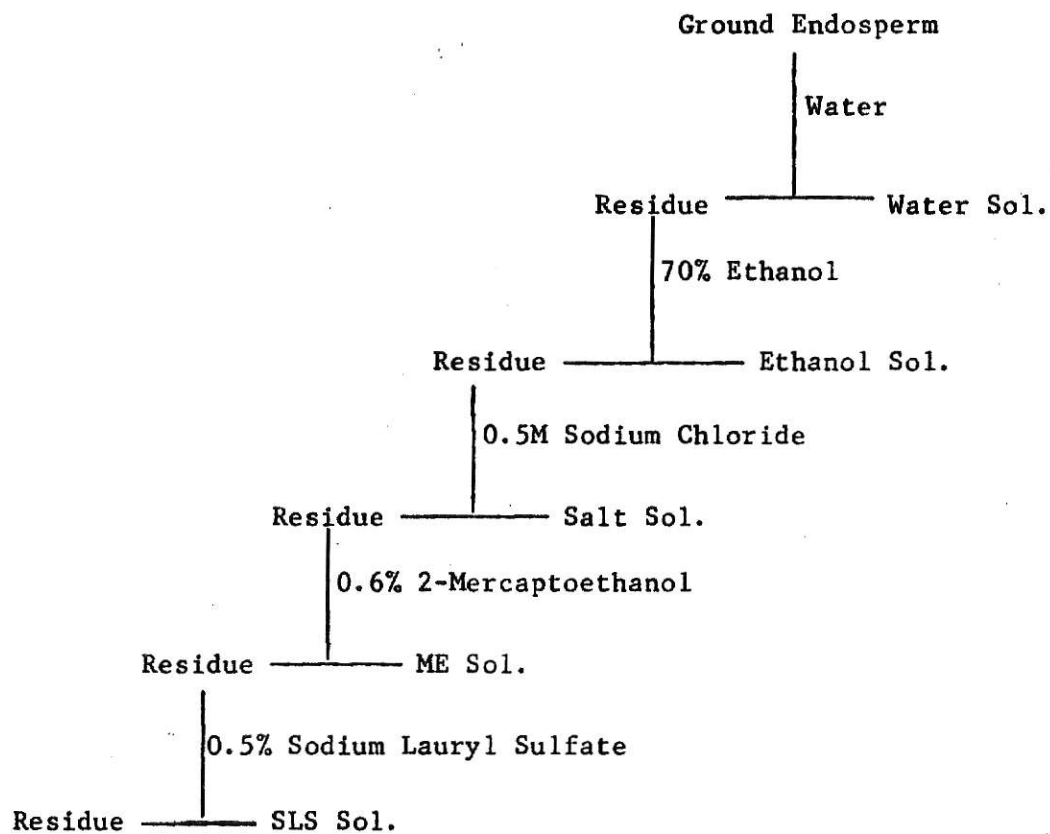 Ground Endosperm
Water
Residue Water Sol.
70% Ethanol
Residue Ethanol Sol.
0.5M Sodium Chloride
Residue Salt Sol.
0.6% 2-Mercaptoethanol
Residue ME Sol.
0.5% Sodium Lauryl Sulfate
Residue SLS Sol.